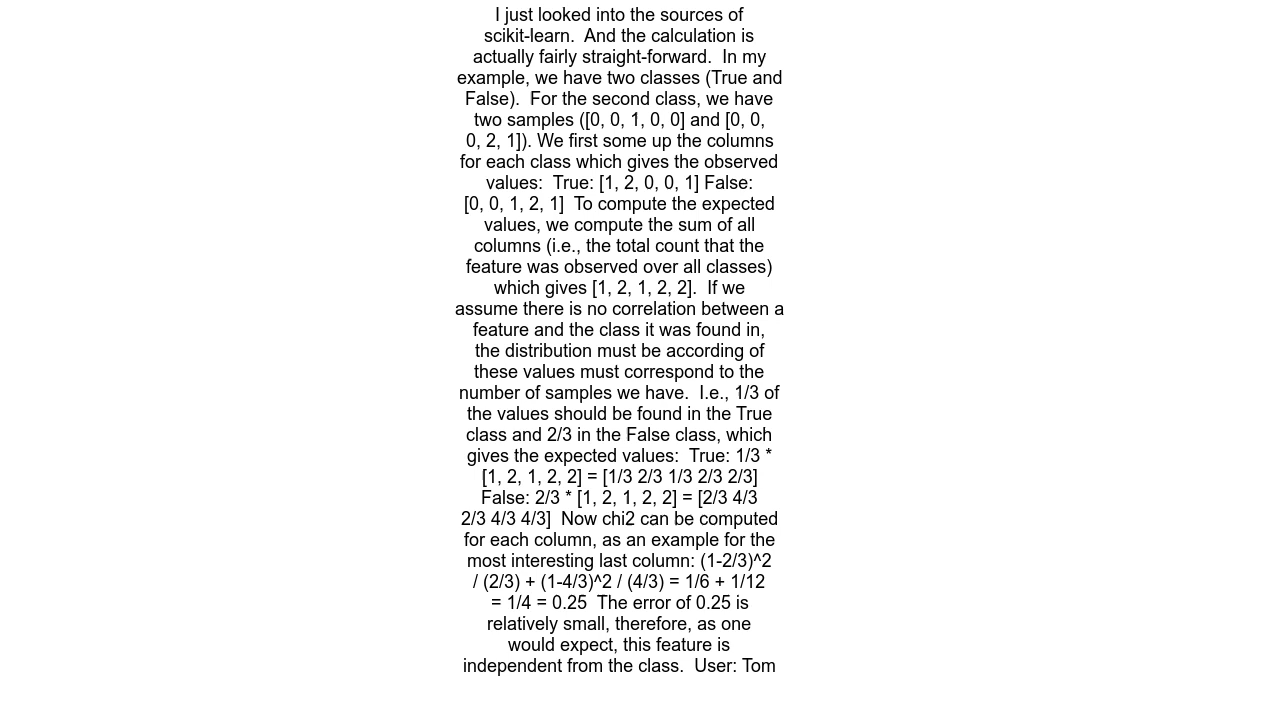 I just looked into the sources of
scikit-learn.  And the calculation is
actually fairly straight-forward.  In my
example, we have two classes (True and
False).  For the second class, we have
two samples ([0, 0, 1, 0, 0] and [0, 0,
0, 2, 1]). We first some up the columns
for each class which gives the observed
values:  True: [1, 2, 0, 0, 1] False:
[0, 0, 1, 2, 1]  To compute the expected
values, we compute the sum of all
columns (i.e., the total count that the
feature was observed over all classes)
which gives [1, 2, 1, 2, 2].  If we
assume there is no correlation between a
feature and the class it was found in,
the distribution must be according of
these values must correspond to the
number of samples we have.  I.e., 1/3 of
the values should be found in the True
class and 2/3 in the False class, which
gives the expected values:  True: 1/3 *
[1, 2, 1, 2, 2] = [1/3 2/3 1/3 2/3 2/3]
False: 2/3 * [1, 2, 1, 2, 2] = [2/3 4/3
2/3 4/3 4/3]  Now chi2 can be computed
for each column, as an example for the
most interesting last column: (1-2/3)^2
/ (2/3) + (1-4/3)^2 / (4/3) = 1/6 + 1/12
= 1/4 = 0.25  The error of 0.25 is
relatively small, therefore, as one
would expect, this feature is
independent from the class.  User: Tom